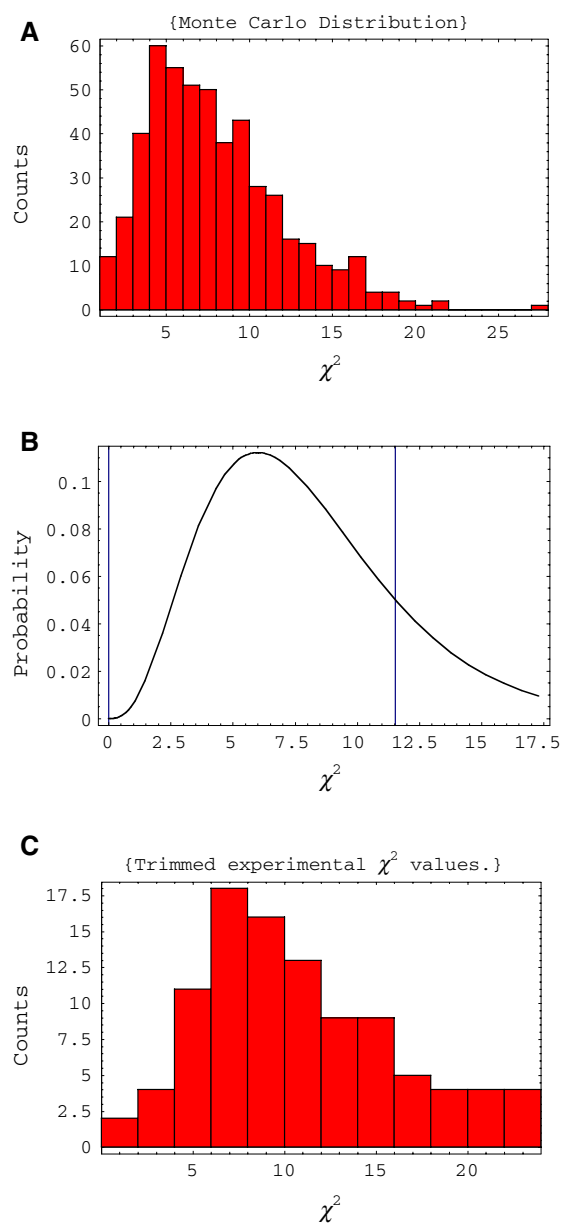 A
{Monte Carlo Distribution}
60
50
40
30
20
10
0
Counts
5 10 15 20 25
χ²
B
0.1
0.08
0.06
0.04
0.02
0
Probability
0 2.5 5 7.5 10 12.5 15 17.5
χ²
C
{Trimmed experimental χ² values.}
17.5
15
12.5
10
7.5
5
2.5
0
Counts
5 10 15 20
χ²